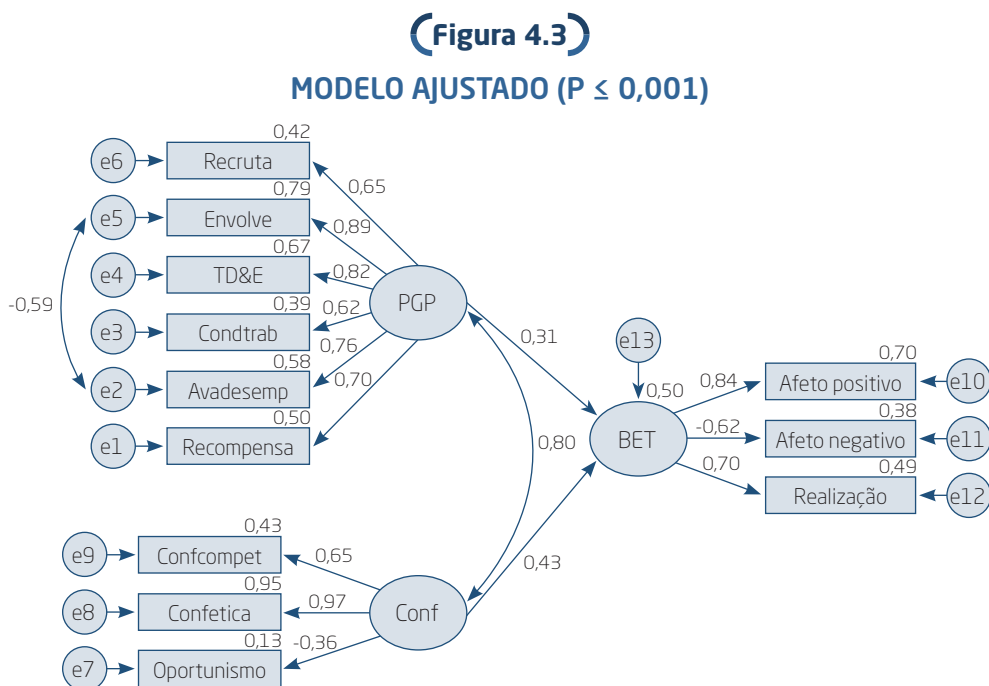 Figura 4.3
MODELO AJUSTADO (P ≤ 0,001)
0,42
e6 Recruta
0,65
0,79
e5 Envolve
0,89
0,67
e4 TD&E
0,82
PGP
0,39
e3 Condtrab
0,62
-0,59
0,76
0,58
e2 Avadesemp
0,70
0,50
e1 Recompensa
0,31
e13
0,80
0,50
BET
0,84
0,70
Afeto positivo e10
-0,62
0,38
Afeto negativo e11
0,70
0,49
Realização e12
0,43
0,43
e9 Confcompet
0,65
0,95
e8 Confetica
0,97
Conf
0,13
-0,36
e7 Oportunismo